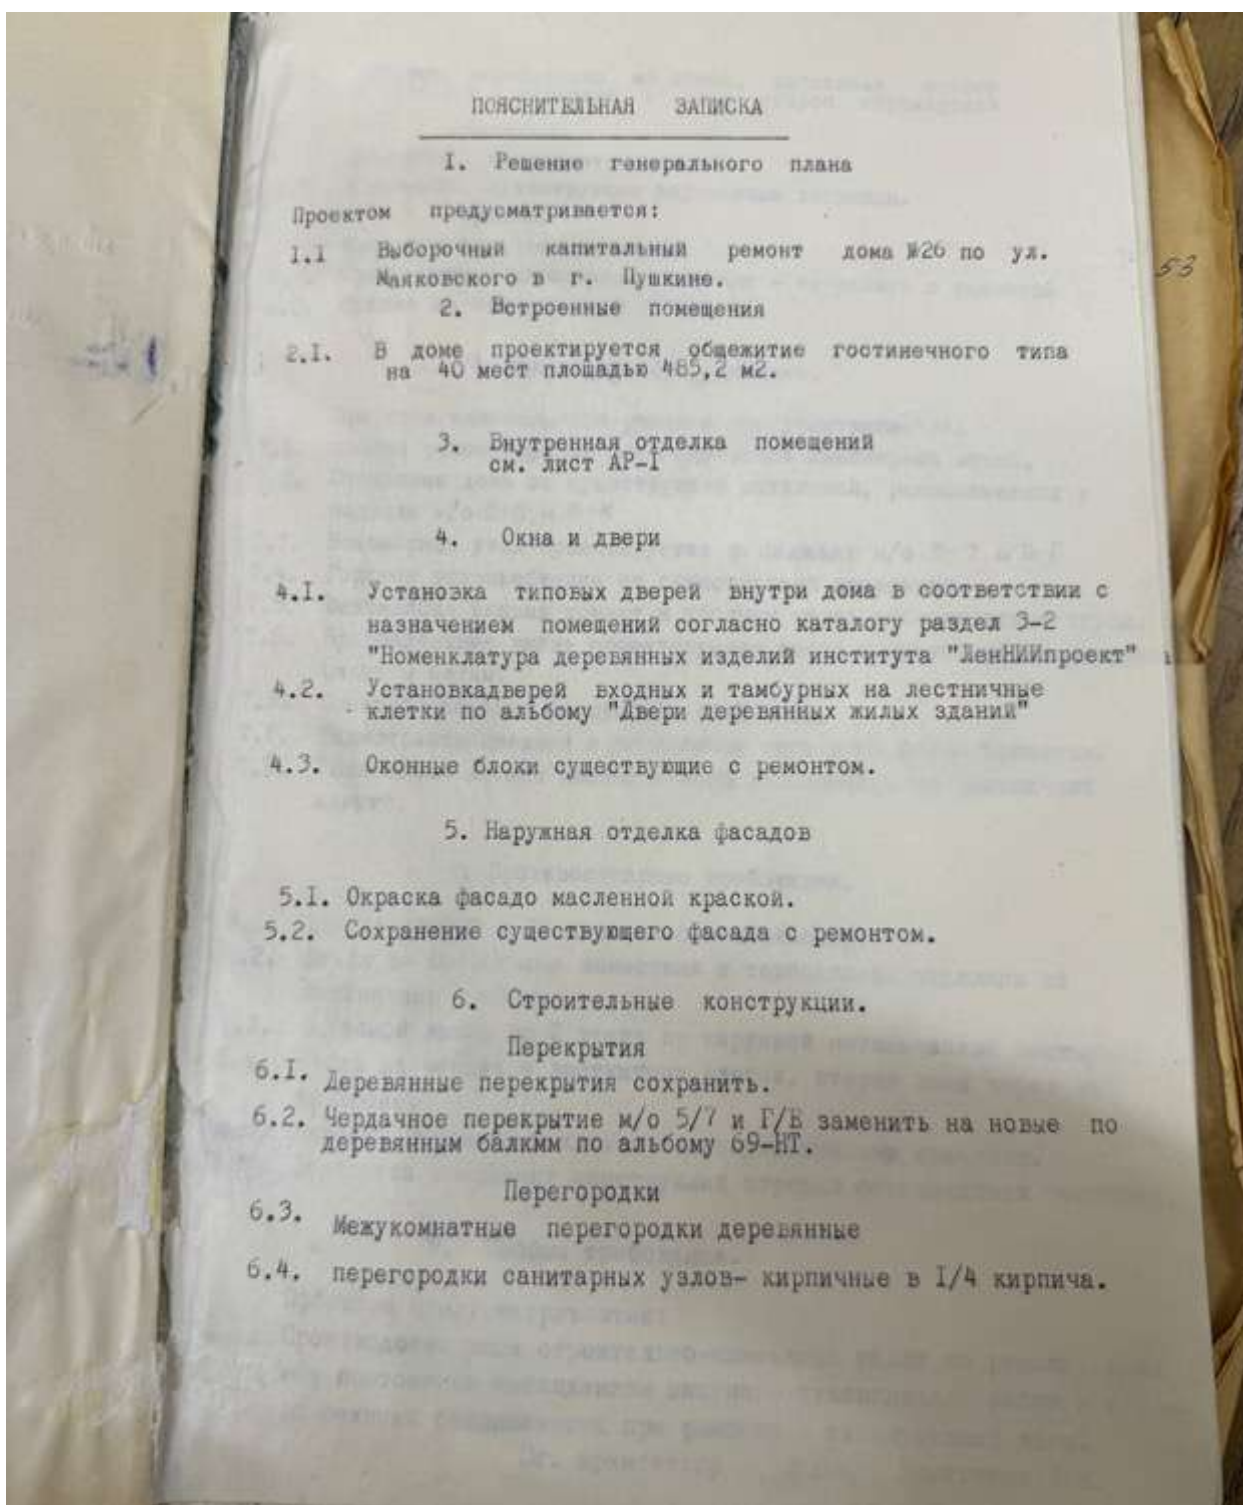 ПОЯСНИТЕЛЬНАЯ ЗАПИСКА
I. Решение генерального плана
Проектом предусматривается:
1.1 Выборочный капитальный ремонт дома №26 по ул.
Маяковского в г. Пушкине.
2. Встроенные помещения
2.I. В доме проектируется общежитие гостинечного типа
на 40 мест площадью 485,2 м2.
3. Внутренная отделка помещений
см. лист АР-I
4. Окна и двери
4.I. Установка типовых дверей внутри дома в соответствии с
назначением помещений согласно каталогу раздел 3-2
"Номенклатура деревянных изделий института "ЛенНИИпроект"
4.2. Установкадверей входных и тамбурных на лестничные
клетки по альбому "Двери деревянных жилых зданий"
4.3. Оконные блоки существующие с ремонтом.
5. Наружная отделка фасадов
5.I. Окраска фасадо масленной краской.
5.2. Сохранение существующего фасада с ремонтом.
6. Строительные конструкции.
Перекрытия
6.I. Деревянные перекрытия сохранить.
6.2. Чердачное перекрытие м/о 5/7 и Г/В заменить на новые по
деревянным балкмм по альбому 69-НТ.
Перегородки
6.3. Межукомнатные перегородки деревянные
6.4. перегородки санитарных узлов- кирпичные в I/4 кирпича.
53